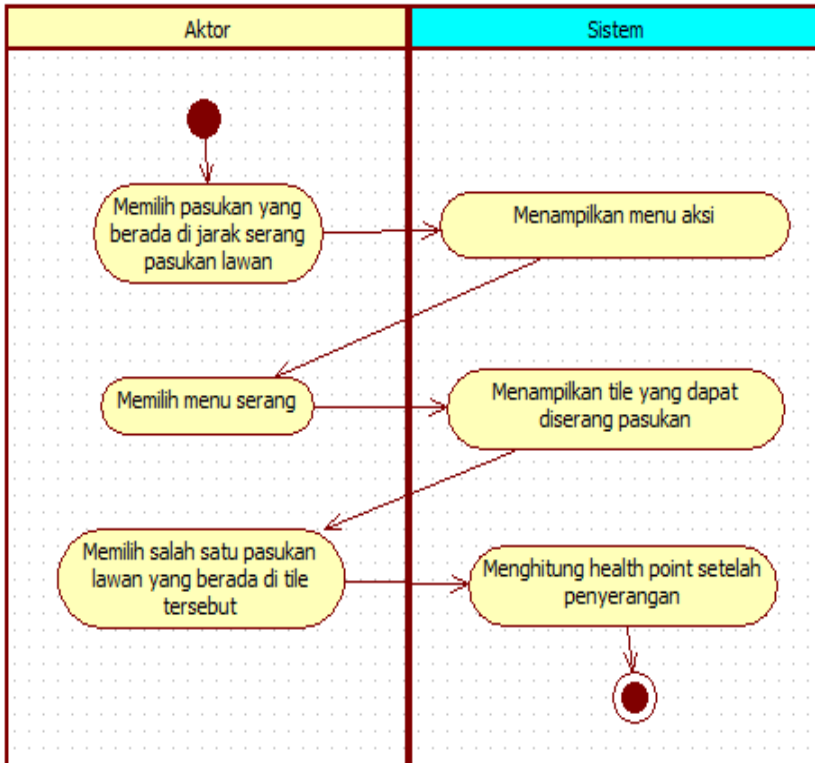 Aktor
Sistem
Memilih pasukan yang
berada di jarak serang
pasukan lawan
Menampilkan menu aksi
Memilih menu serang
Menampilkan tile yang dapat
diserang pasukan
Memilih salah satu pasukan
lawan yang berada di tile
tersebut
Menghitung health point setelah
penyerangan